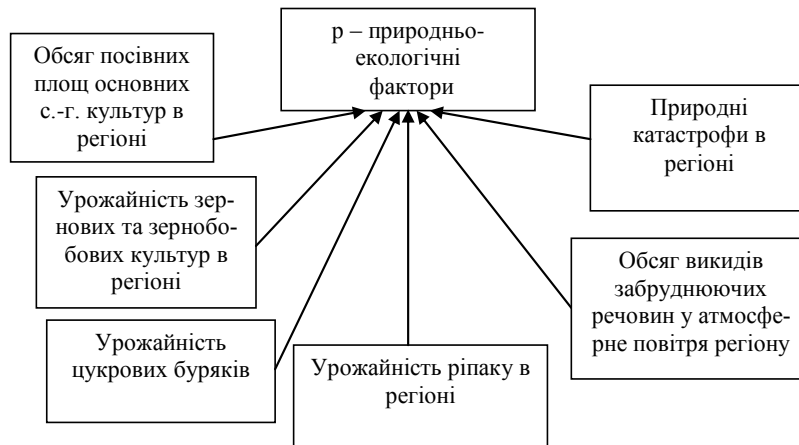 р – природньо-
екологічні
фактори
Обсяг посівних
площ основних
с.-г. культур в
регіоні
Природні
катастрофи в
регіоні
Урожайність зер-
нових та зернобо-
бових культур в
регіоні
Обсяг викидів
забруднюючих
речовин у атмосфе-
рне повітря регіону
Урожайність
цукрових буряків
Урожайність ріпаку в
регіоні